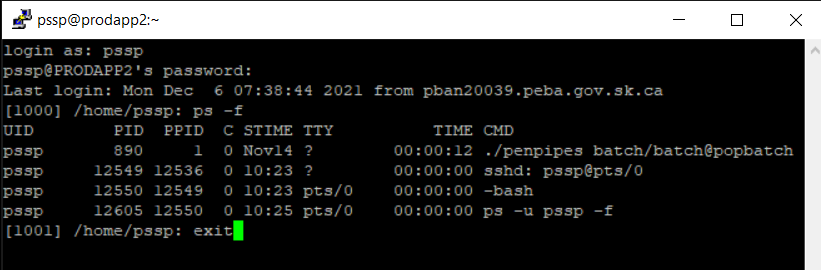 pssp@prodapp2:~
login as: pssp
pssp@PRODAPP2's password:
Last login: Mon Dec  6 07:38:44 2021 from pban20039.peba.gov.sk.ca
[1000] /home/pssp: ps -f
UID        PID  PPID  C STIME TTY          TIME CMD
pssp       890     1  0 Nov14 ?        00:00:12 ./penpipes batch/batch@popbatch
pssp     12549 12536  0 10:23 ?        00:00:00 sshd: pssp@pts/0
pssp     12550 12549  0 10:23 pts/0    00:00:00 -bash
pssp     12605 12550  0 10:25 pts/0    00:00:00 ps -u pssp -f
[1001] /home/pssp: exit